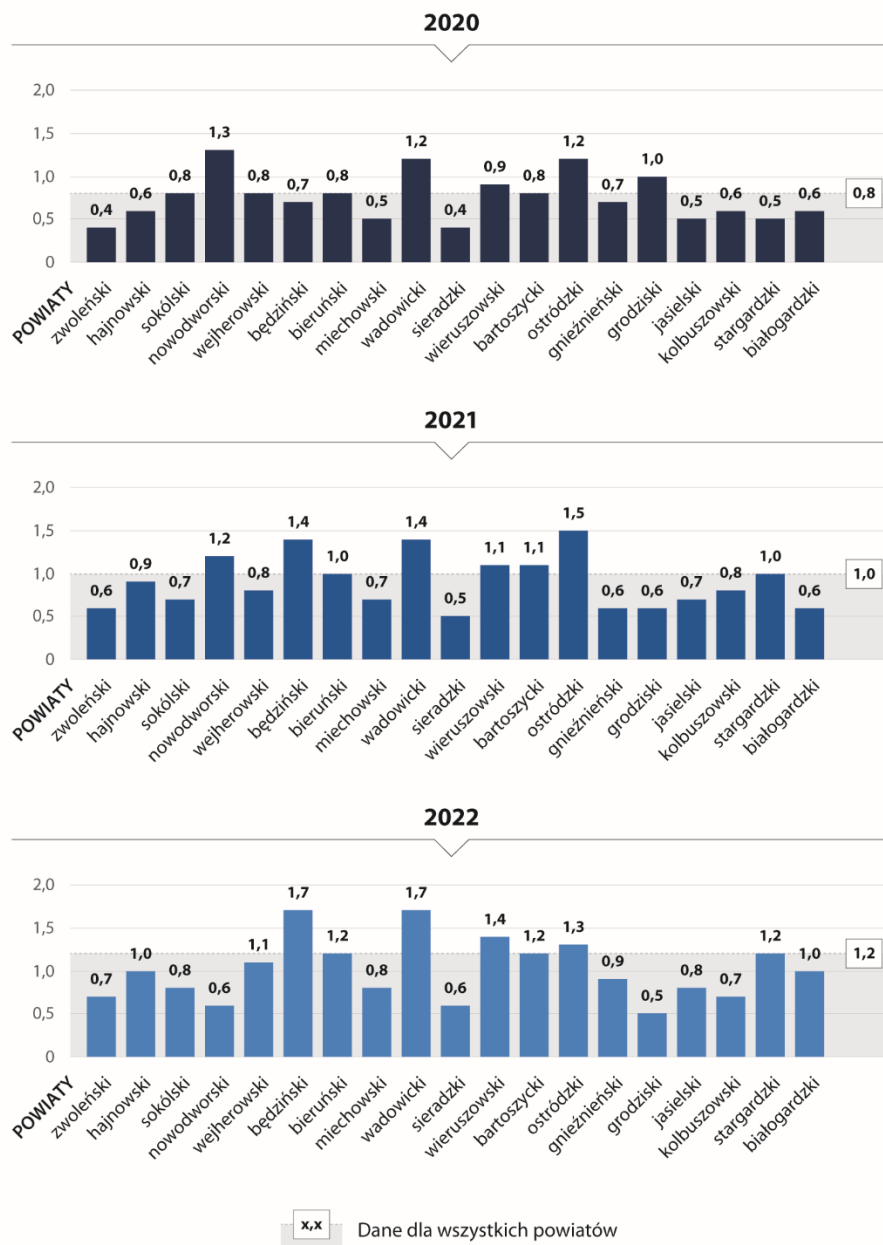 2020
2,0
1,5
1,0
0,5
0
0,4
0,6
0,8
1,3
0,8
0,7
0,8
0,5
1,2
0,4
0,9
0,8
1,2
0,7
1,0
0,5
0,6
0,5
0,6
0,8
POWIATY
zwoleński
hajnowski
sokólski
nowodworski
wejherowski
będziński
bieruński
miechowski
wadowicki
sieradzki
wieruszowski
bartoszycki
ostródzki
gnieźnieński
grodziski
jasielski
kolbuszowski
stargardzki
białogardzki
2021
2,0
1,5
1,0
0,5
0
0,6
0,9
0,7
1,2
0,8
1,4
1,0
0,7
1,4
0,5
1,1
1,1
1,5
0,6
0,6
0,7
0,8
1,0
0,6
1,0
POWIATY
zwoleński
hajnowski
sokólski
nowodworski
wejherowski
będziński
bieruński
miechowski
wadowicki
sieradzki
wieruszowski
bartoszycki
ostródzki
gnieźnieński
grodziski
jasielski
kolbuszowski
stargardzki
białogardzki
2022
2,0
1,5
1,0
0,5
0
0,7
1,0
0,8
0,6
1,1
1,7
1,2
0,8
1,7
0,6
1,4
1,2
1,3
0,9
0,5
0,8
0,7
1,2
1,0
1,2
POWIATY
zwoleński
hajnowski
sokólski
nowodworski
wejherowski
będziński
bieruński
miechowski
wadowicki
sieradzki
wieruszowski
bartoszycki
ostródzki
gnieźnieński
grodziski
jasielski
kolbuszowski
stargardzki
białogardzki
x,x Dane dla wszystkich powiatów